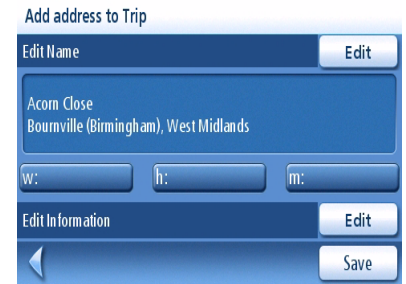 Add address to Trip
Edit Name Edit
Acorn Close
Bournville (Birmingham), West Midlands
w: h: m:
Edit Information Edit
Save